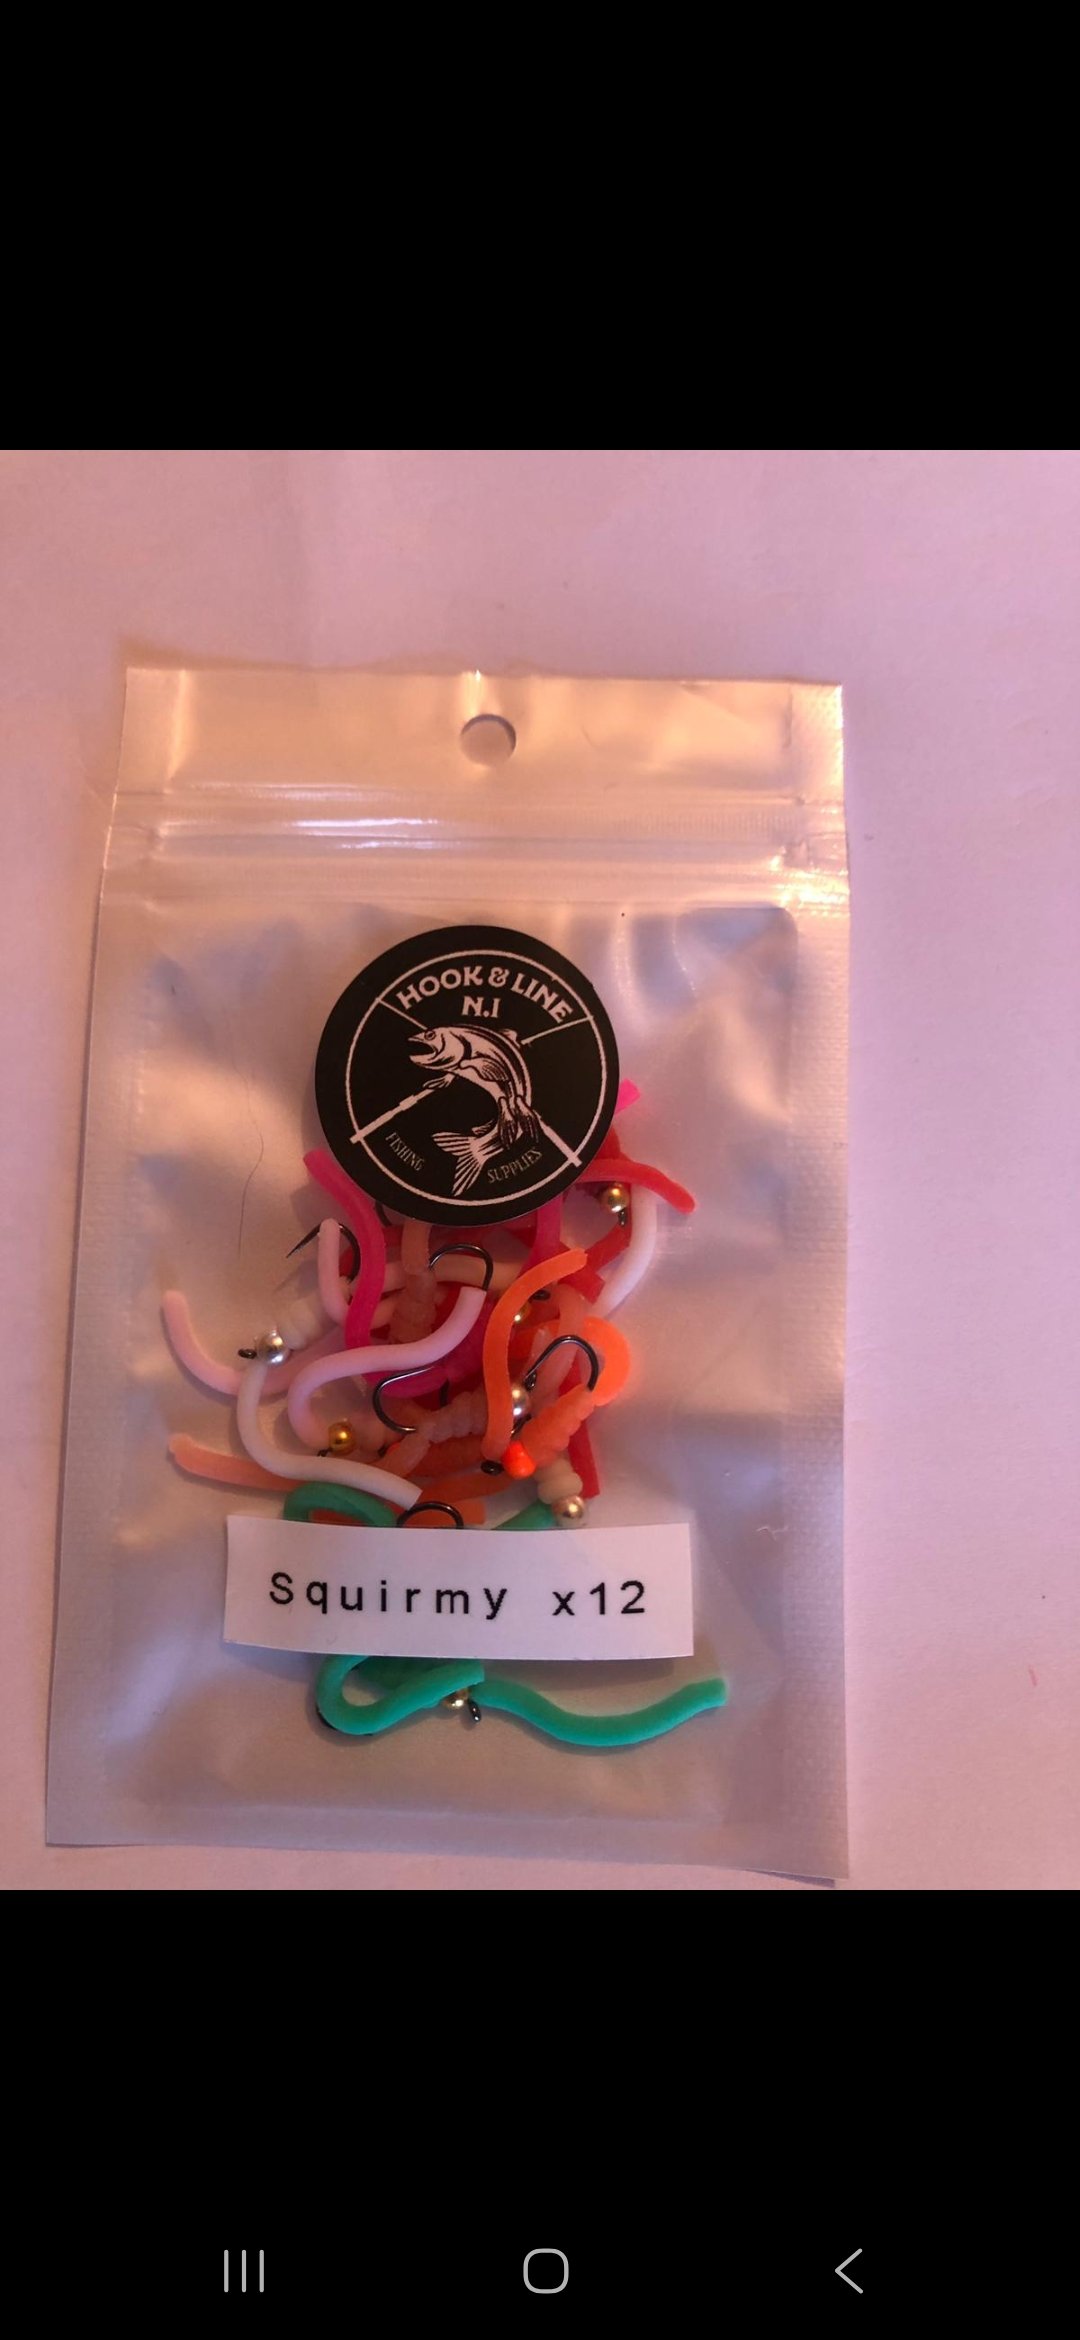 HOOK & LINE
N.I
FISHING SUPPLIES
Squirmy x12